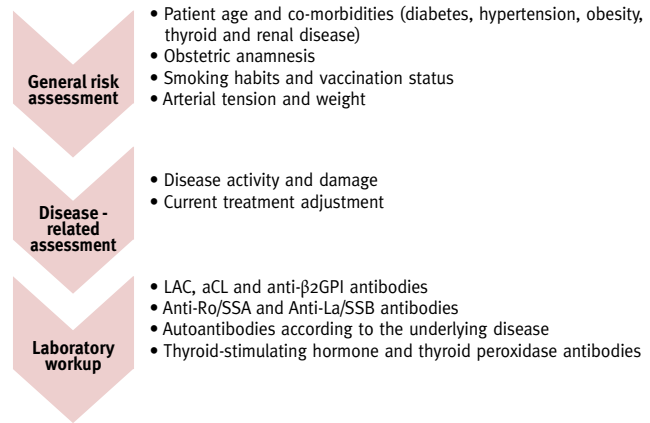 General risk
assessment
• Patient age and co-morbidities (diabetes, hypertension, obesity,
thyroid and renal disease)
• Obstetric anamnesis
• Smoking habits and vaccination status
• Arterial tension and weight
Disease -
related
assessment
• Disease activity and damage
• Current treatment adjustment
Laboratory
workup
• LAC, aCL and anti-β2GPI antibodies
• Anti-Ro/SSA and Anti-La/SSB antibodies
• Autoantibodies according to the underlying disease
• Thyroid-stimulating hormone and thyroid peroxidase antibodies